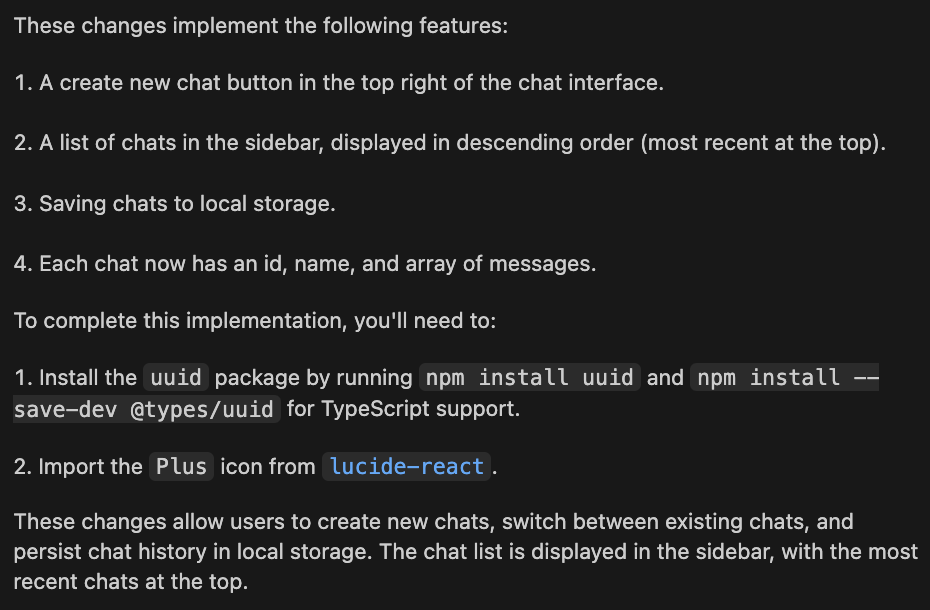 These changes implement the following features:
1. A create new chat button in the top right of the chat interface.
2. A list of chats in the sidebar, displayed in descending order (most recent at the top).
3. Saving chats to local storage.
4. Each chat now has an id, name, and array of messages.
To complete this implementation, you'll need to:
1. Install the uuid package by running npm install uuid and npm install --
save-dev @types/uuid for TypeScript support.
2. Import the Plus icon from lucide-react.
These changes allow users to create new chats, switch between existing chats, and
persist chat history in local storage. The chat list is displayed in the sidebar, with the most
recent chats at the top.